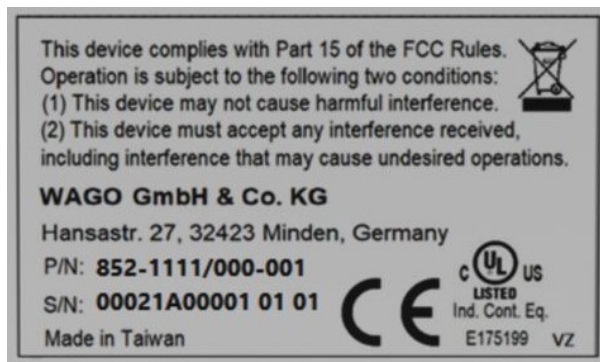 This device complies with Part 15 of the FCC Rules.
Operation is subject to the following two conditions:
(1) This device may not cause harmful interference.
(2) This device must accept any interference received,
including interference that may cause undesired operations.
WAGO GmbH & Co. KG
Hansastr. 27, 32423 Minden, Germany
P/N: 852-1111/000-001
S/N: 00021A00001 01 01
Made in Taiwan
CE
C UL US
LISTED
Ind. Cont. Eq.
E175199 VZ